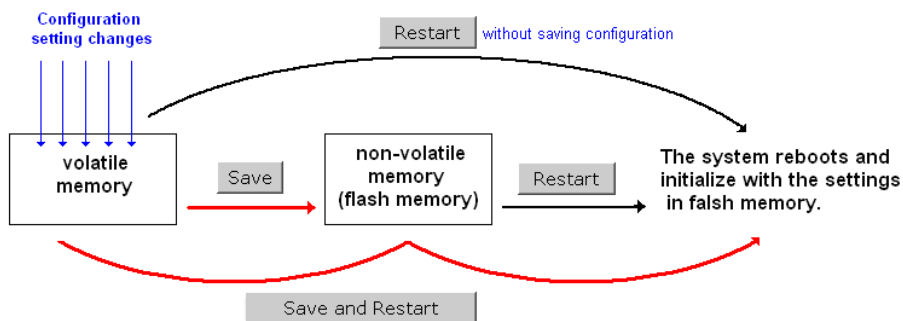 Configuration
setting changes
Restart without saving configuration
volatile
memory
Save
non-volatile
memory
(flash memory)
Restart
The system reboots and
initialize with the settings
in falsh memory.
Save and Restart